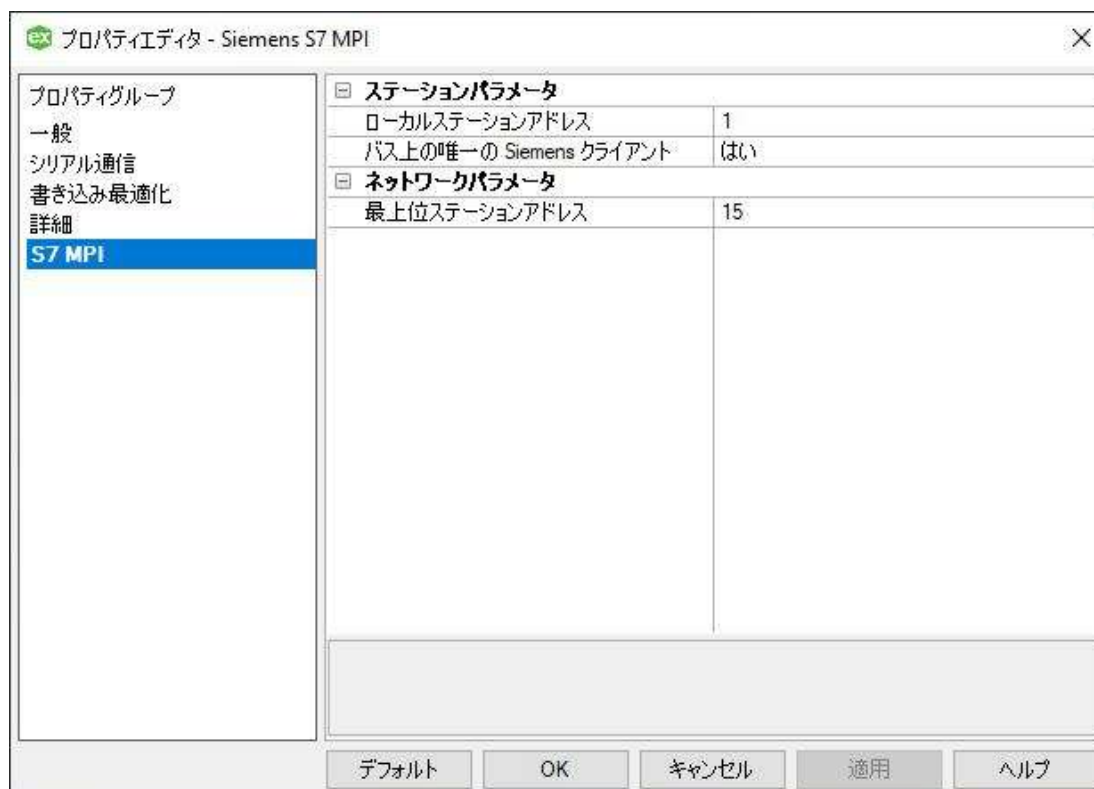 ex プロパティエディタ - Siemens S7 MPI
プロパティグループ
一般
シリアル通信
書き込み最適化
詳細
S7 MPI
ステーションパラメータ
ローカルステーションアドレス 1
バス上の唯一の Siemens クライアント はい
ネットワークパラメータ
最上位ステーションアドレス 15
デフォルト OK キャンセル 適用 ヘルプ